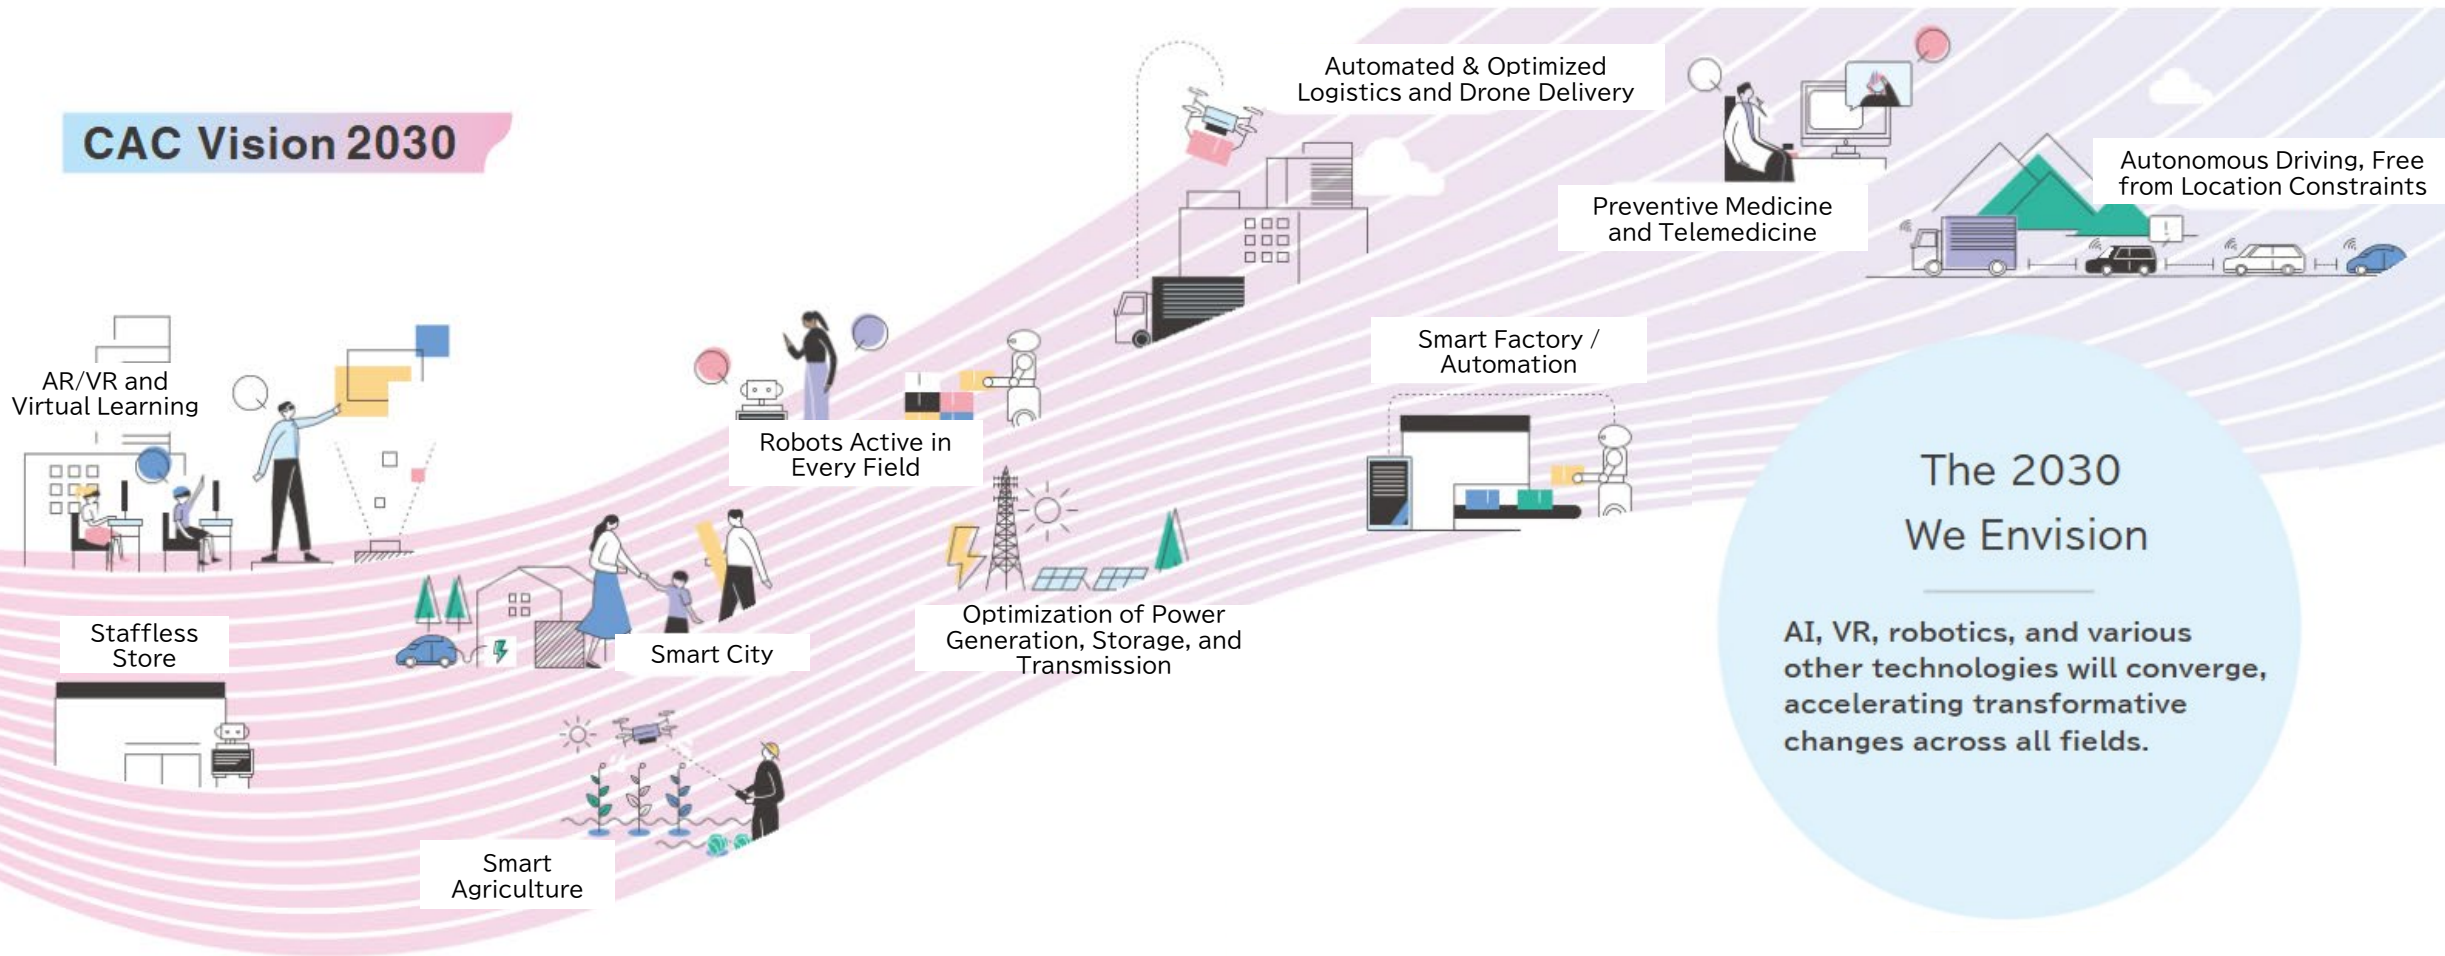 CAC Vision 2030
Automated & Optimized
Logistics and Drone Delivery
Autonomous Driving, Free
from Location Constraints
Preventive Medicine
and Telemedicine
Smart Factory /
Automation
AR/VR and
Virtual Learning
Robots Active in
Every Field
Optimization of Power
Generation, Storage, and
Transmission
Staffless
Store
Smart City
Smart
Agriculture
The 2030
We Envision
AI, VR, robotics, and various
other technologies will converge,
accelerating transformative
changes across all fields.